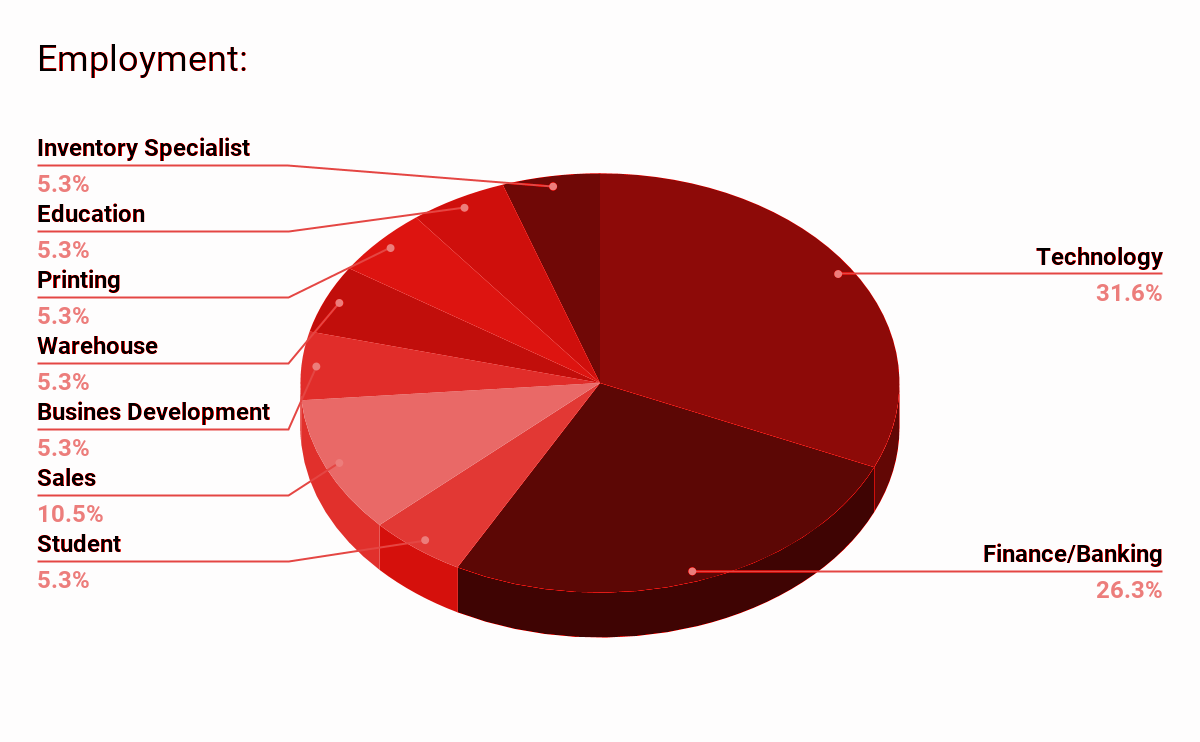 Employment:
Inventory Specialist
5.3%
Education
5.3%
Printing
5.3%
Warehouse
5.3%
Busines Development
5.3%
Sales
10.5%
Student
5.3%
Technology
31.6%
Finance/Banking
26.3%